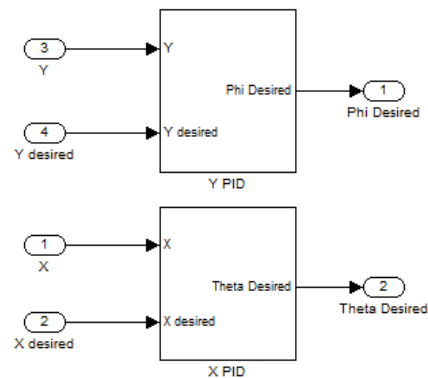 3
Y
Y
Phi Desired
1
Phi Desired
4
Y desired
Y desired
Y PID
1
X
X
Theta Desired
2
Theta Desired
2
X desired
X desired
X PID